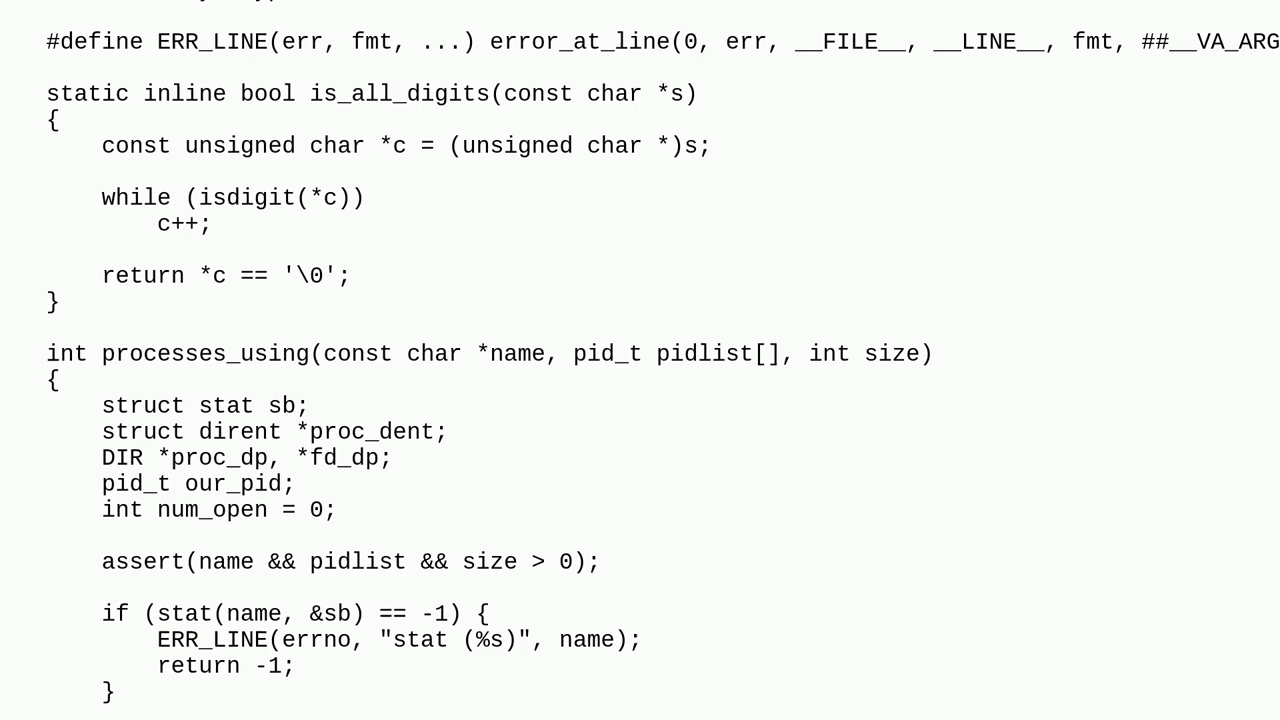 #define ERR_LINE(err, fmt, ...) error_at_line(0, err, __FILE__, __LINE__, fmt, ##__VA_ARG
static inline bool is_all_digits(const char *s)
{
    const unsigned char *c = (unsigned char *)s;
    while (isdigit(*c))
        c++;
    return *c == '\0';
}
int processes_using(const char *name, pid_t pidlist[], int size)
{
    struct stat sb;
    struct dirent *proc_dent;
    DIR *proc_dp, *fd_dp;
    pid_t our_pid;
    int num_open = 0;
    assert(name && pidlist && size > 0);
    if (stat(name, &sb) == -1) {
        ERR_LINE(errno, "stat (%s)", name);
        return -1;
    }